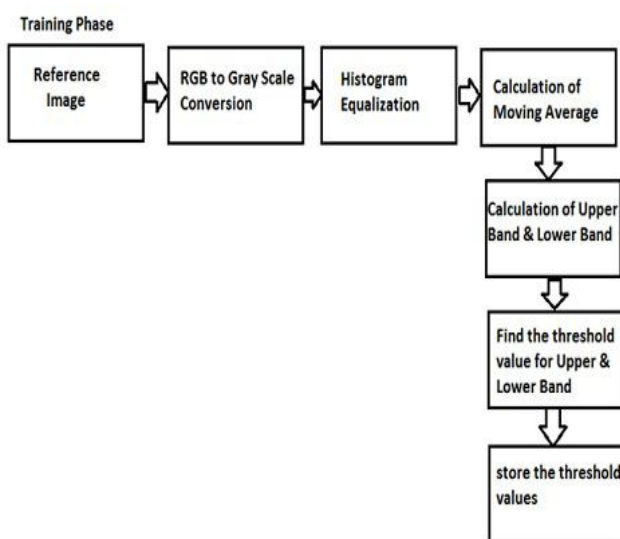 Training Phase
Reference
Image
RGB to Gray Scale
Conversion
Histogram
Equalization
Calculation of
Moving Average
Calculation of Upper
Band & Lower Band
Find the threshold
value for Upper &
Lower Band
store the threshold
values